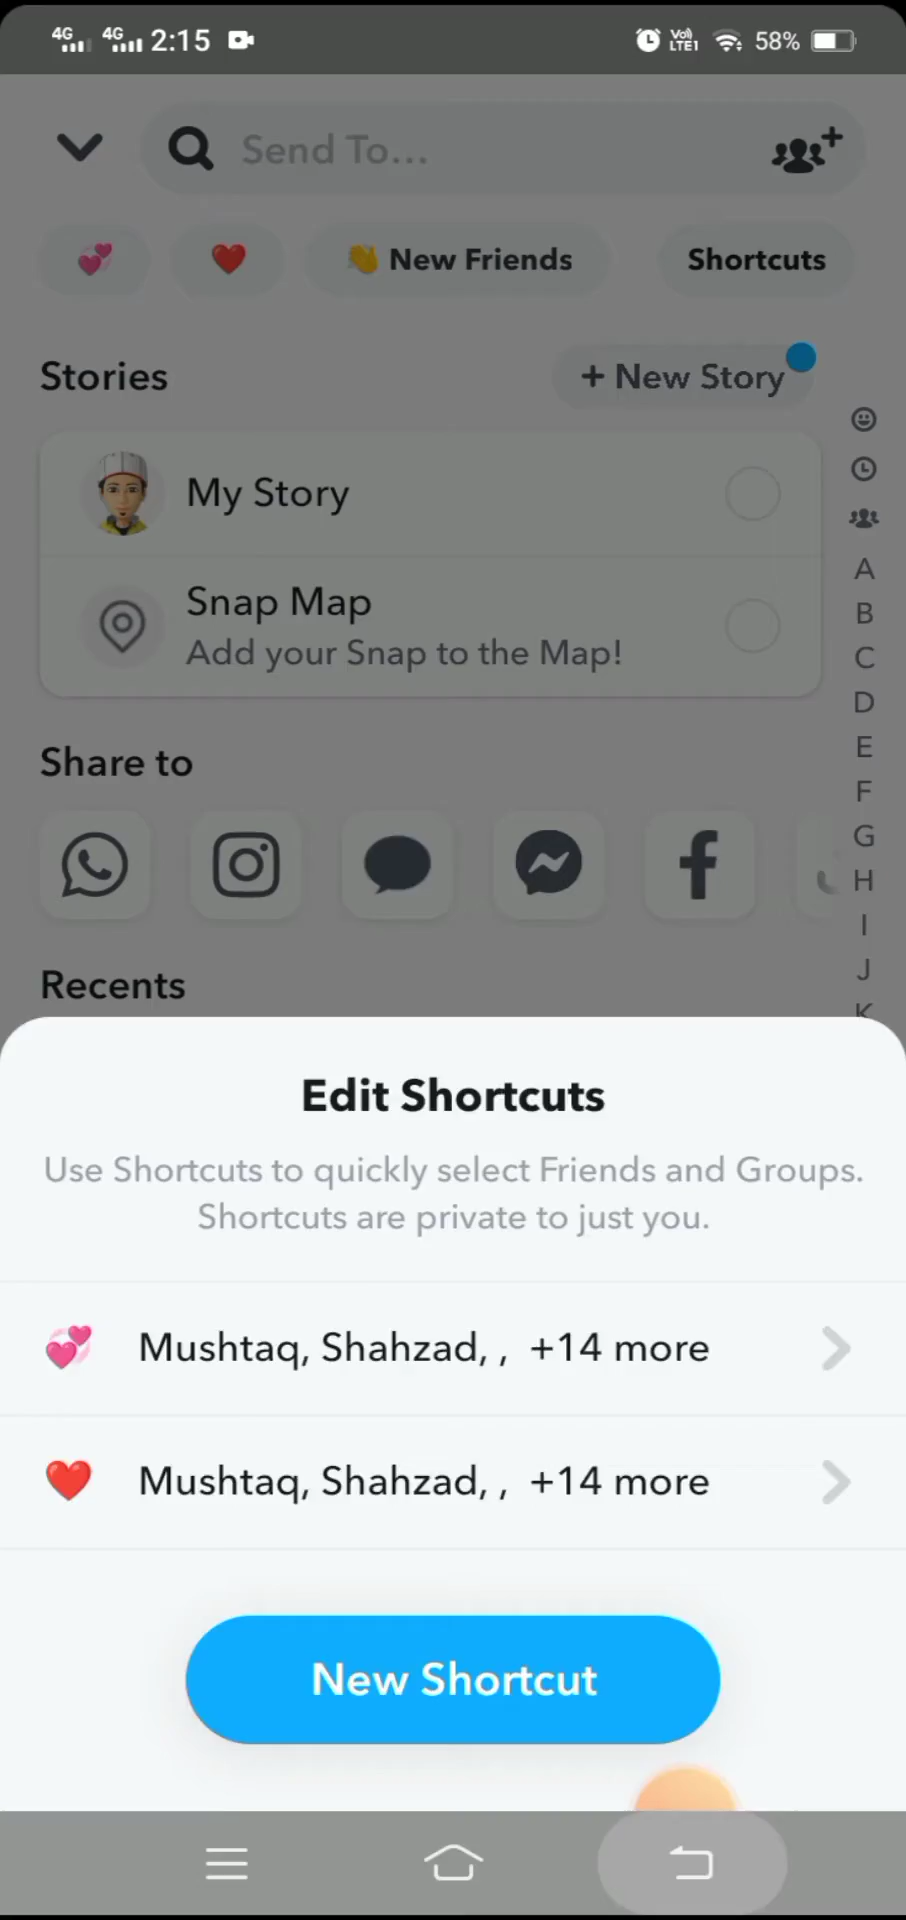 4G 4G 2:15 Vo) LTE1 58%
Send To...
💞 ❤️ 👋 New Friends Shortcuts
Stories + New Story
My Story
Snap Map
Add your Snap to the Map!
Share to
Recents
A
B
C
D
E
F
G
H
I
J
K
Edit Shortcuts
Use Shortcuts to quickly select Friends and Groups.
Shortcuts are private to just you.
💞 Mushtaq, Shahzad, , +14 more
❤️ Mushtaq, Shahzad, , +14 more
New Shortcut